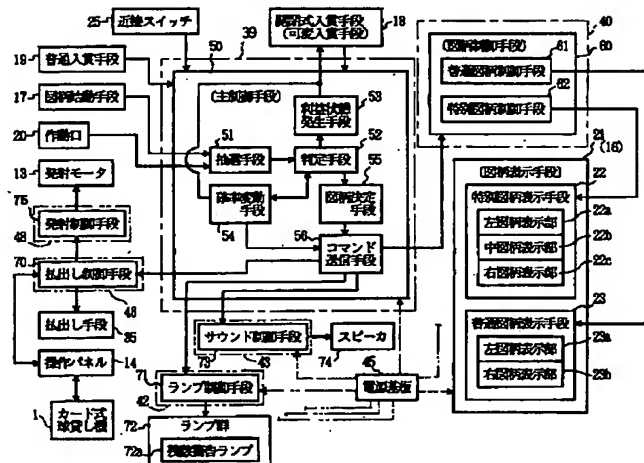 25 近接スイッチ
19 普通入賞手段
17 図柄始動手段
20 作動口
13 発射モータ
75 発射制御手段
48
70 払出し制御手段
48
払出し手段
35
操作パネル 14
1 カード式
球貸し機
39
50
開閉式入賞手段 18
(可変入賞手段)
(主制御手段)
利益状態
発生手段
53
51 抽選手段
52 判定手段
確率変動
手段
54
55
図柄決定
手段
56 コマンド
送信手段
サウンド制御手段
73 43
スピーカ
74
71 ランプ制御手段
42
45
電源基板
72 ランプ群
72a
40
(図柄制御手段)
60
61
普通図柄制御手段
62
特別図柄制御手段
21
(16)
(図柄表示手段)
22
特別図柄表示手段
左図柄表示部 22a
中図柄表示部 22b
右図柄表示部 22c
23
普通図柄表示手段
左図柄表示部 23a
右図柄表示部 23b